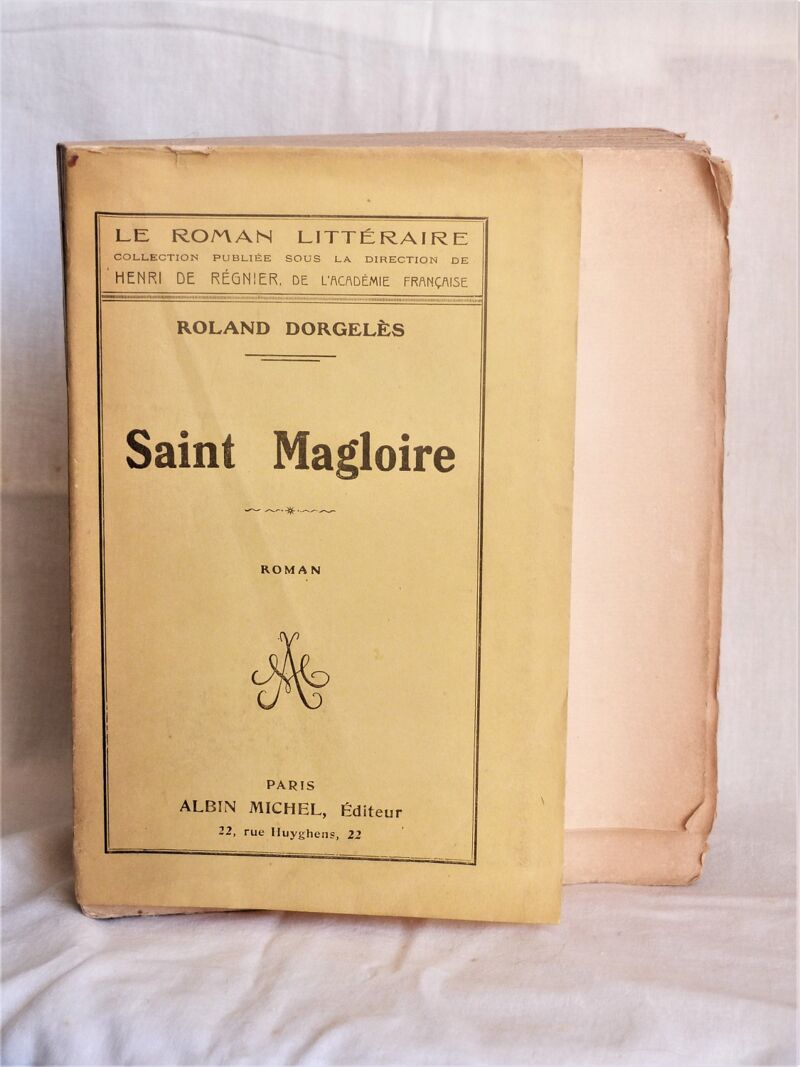 LE ROMAN LITTÉRAIRE
COLLECTION PUBLIÉE SOUS LA DIRECTION DE
HENRI DE RÉGNIER, DE L'ACADÉMIE FRANÇAISE
ROLAND DORGELÈS
Saint Magloire
ROMAN
AM
PARIS
ALBIN MICHEL, Éditeur
22, rue Huyghens, 22